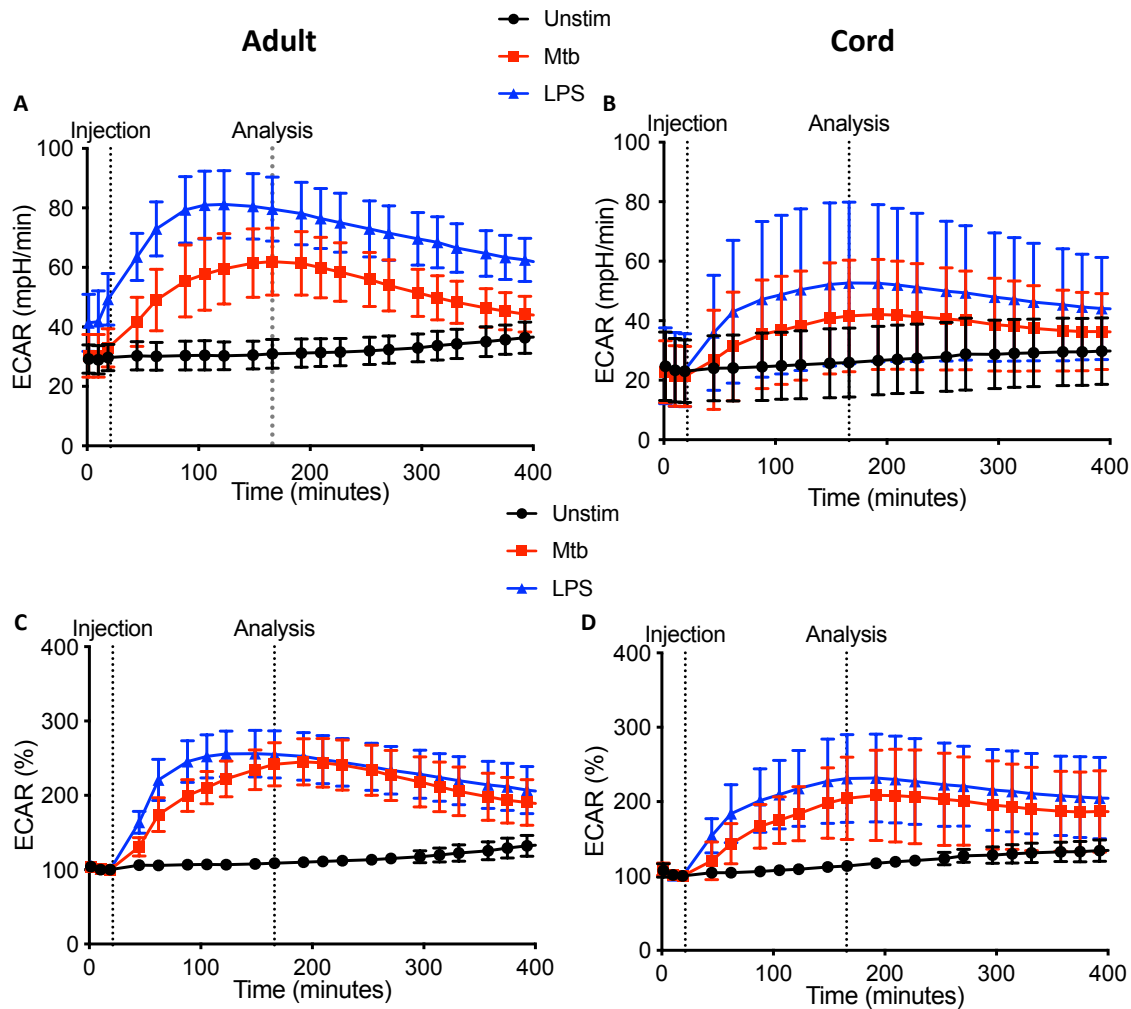 Unstim
Mtb
LPS
Adult
Cord
A
B
Injection
Analysis
Injection
Analysis
100
80
60
40
20
0
ECAR (mpH/min)
0
100
200
300
400
Time (minutes)
100
80
60
40
20
0
ECAR (mpH/min)
0
100
200
300
400
Time (minutes)
Unstim
Mtb
LPS
C
D
Injection
Analysis
Injection
Analysis
400
300
200
100
0
ECAR (%)
0
100
200
300
400
Time (minutes)
400
300
200
100
0
ECAR (%)
0
100
200
300
400
Time (minutes)